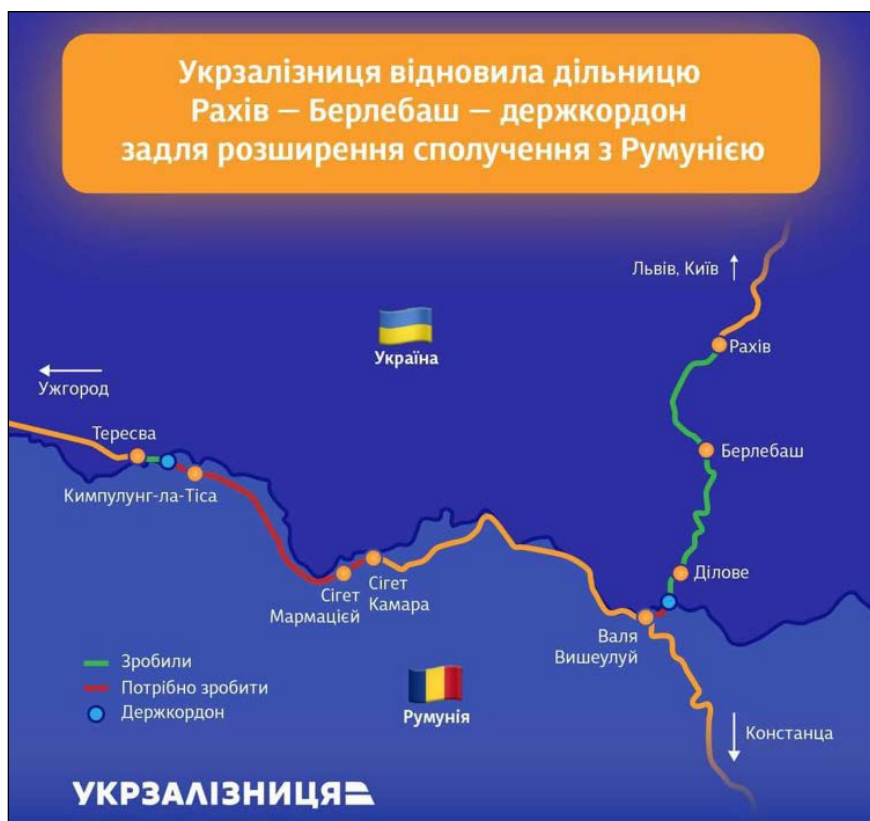 Укрзалізниця відновила дільницю
Рахів — Берлебаш — держкордон
задля розширення сполучення з Румунією
Львів, Київ
Україна
Рахів
Ужгород
Тересва
Берлебаш
Кимпулунг-ла-Тіса
Ділове
Сігет
Мармацієй
Сігет
Камара
Валя
Вишеулуй
Зробили
Потрібно зробити
Держкордон
Румунія
Констанца
УКРЗАЛІЗНИЦЯ